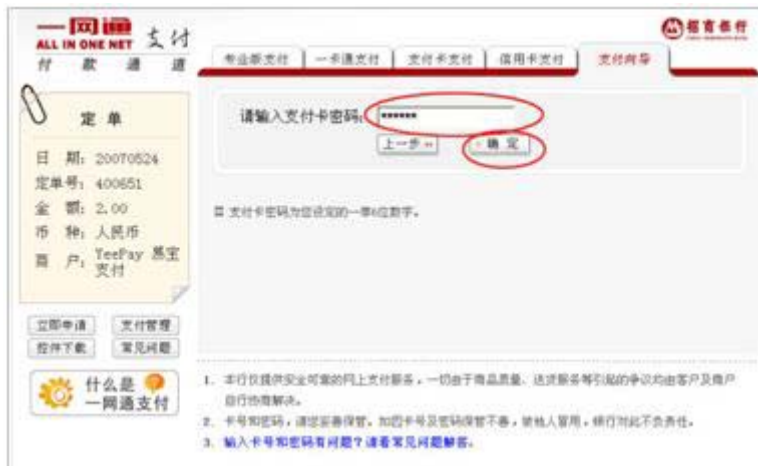 一网通
ALL IN ONE NET 支付
付 款 通 道
招商银行
专业版支付 一卡通支付 支付卡支付 信用卡支付 支付向导
定 单
日 期: 20070524
定单号: 400651
金 额: 2.00
币 种: 人民币
商 户: YeePay 易宝
支付
请输入支付卡密码: ******
上一步 确 定
支付卡密码为您设定的一串6位数字。
立即申请 支付管理
控件下载 常见问题
什么是
一网通支付
1. 本行仅提供安全可靠的网上支付服务,一切由于商品质量、送货服务等引起的争议均由客户及商户
自行协商解决。
2. 卡号和密码,请您妥善保管。如因卡号及密码保管不善,被他人冒用,银行对此不负责任。
3. 输入卡号和密码有问题?请看常见问题解答。